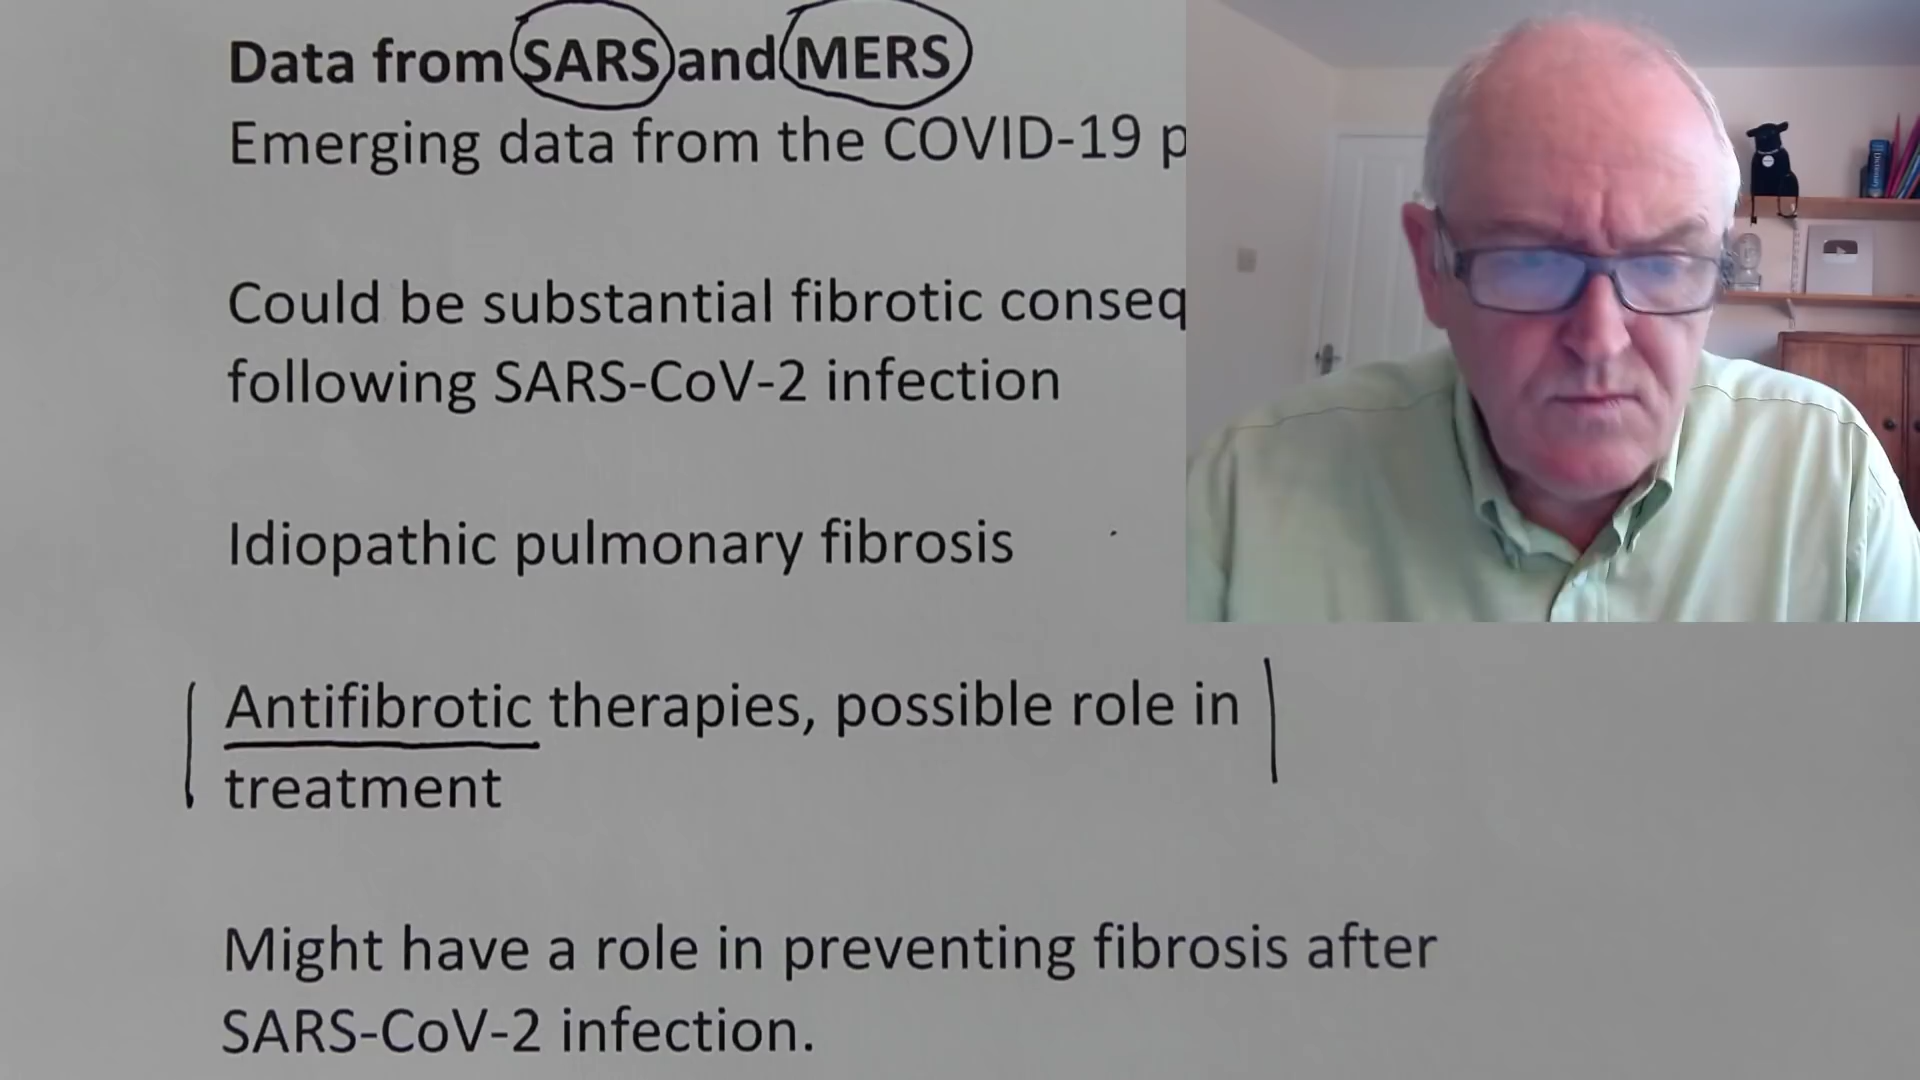 Data from SARS and MERS
Emerging data from the COVID-19 p
Could be substantial fibrotic conseq
following SARS-CoV-2 infection
Idiopathic pulmonary fibrosis
Antifibrotic therapies, possible role in
treatment
Might have a role in preventing fibrosis after
SARS-CoV-2 infection.